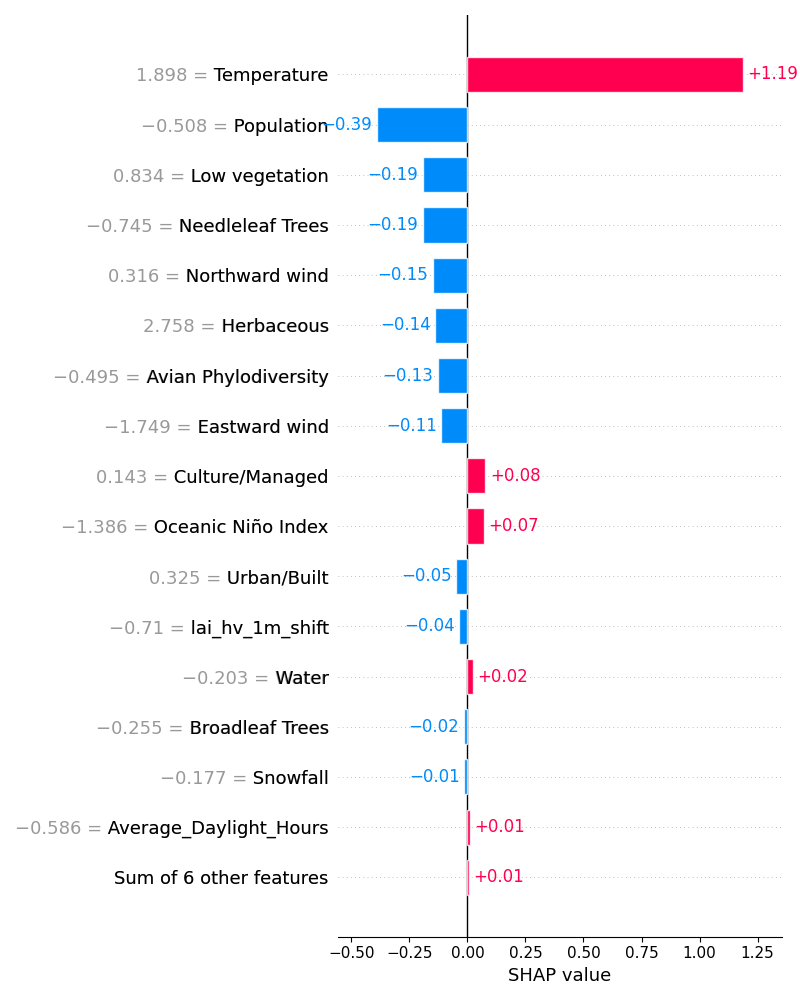 1.898 = Temperature +1.19
−0.508 = Population −0.39
0.834 = Low vegetation −0.19
−0.745 = Needleleaf Trees −0.19
0.316 = Northward wind −0.15
2.758 = Herbaceous −0.14
−0.495 = Avian Phylodiversity −0.13
−1.749 = Eastward wind −0.11
0.143 = Culture/Managed +0.08
−1.386 = Oceanic Niño Index +0.07
0.325 = Urban/Built −0.05
−0.71 = lai_hv_1m_shift −0.04
−0.203 = Water +0.02
−0.255 = Broadleaf Trees −0.02
−0.177 = Snowfall −0.01
−0.586 = Average_Daylight_Hours +0.01
Sum of 6 other features +0.01
−0.50 −0.25 0.00 0.25 0.50 0.75 1.00 1.25
SHAP value